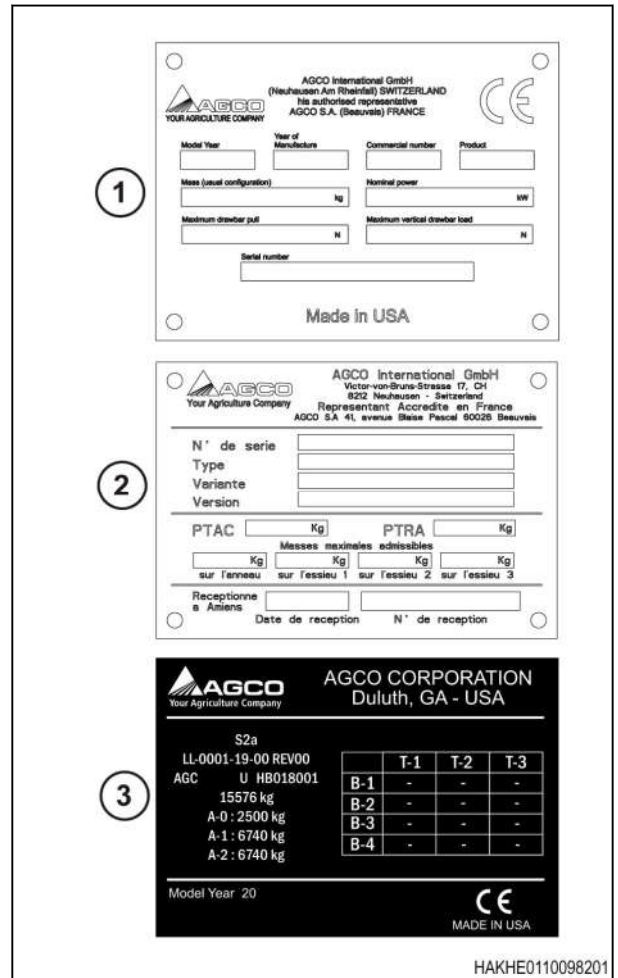 1
AGCO
YOUR AGRICULTURE COMPANY
AGCO International GmbH
(Neuhausen Am Rheinfall) SWITZERLAND
his authorised representative
AGCO S.A. (Beauvais) FRANCE
CE
Model Year
Year of
Manufacture
Commercial number
Product
Mass (usual configuration)
kg
Nominal power
kW
Maximum drawbar pull
N
Maximum vertical drawbar load
N
Serial number
Made in USA
2
AGCO
Your Agriculture Company
AGCO International GmbH
Victor-von-Bruns-Strasse 17, CH
8212 Neuhausen - Switzerland
Representant Accredite en France
AGCO S.A 41, avenue Blaise Pascal 60026 Beauvais
N° de serie
Type
Variante
Version
PTAC Kg PTRA Kg
Masses maximales admissibles
Kg Kg Kg Kg
sur l'anneau sur l'essieu 1 sur l'essieu 2 sur l'essieu 3
Receptionne
a Amiens
Date de reception N° de reception
3
AGCO
Your Agriculture Company
AGCO CORPORATION
Duluth, GA - USA
S2a
LL-0001-19-00 REV00
AGC U HB018001
15576 kg
A-0 : 2500 kg
A-1 : 6740 kg
A-2 : 6740 kg
T-1 T-2 T-3
B-1 - - -
B-2 - - -
B-3 - - -
B-4 - - -
Model Year 20
CE
MADE IN USA
HAKHE0110098201